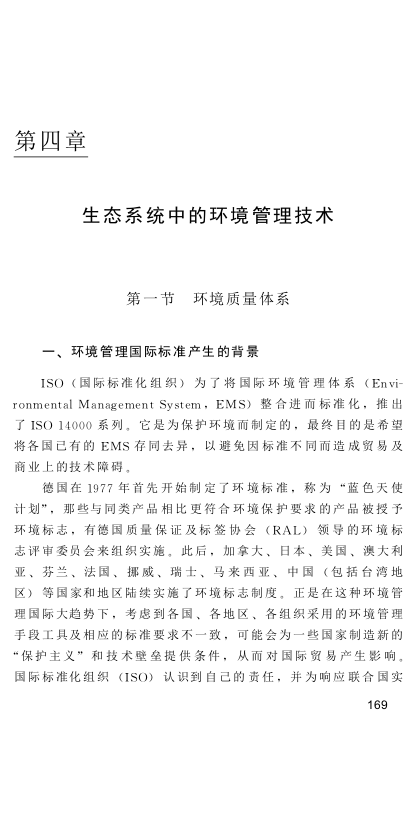 第四章
生态系统中的环境管理技术
第一节 环境质量体系
一、环境管理国际标准产生的背景
ISO（国际标准化组织）为了将国际环境管理体系（Envi-
ronmental Management System，EMS）整合进而标准化，推出
了 ISO 14000 系列。它是为保护环境而制定的，最终目的是希望
将各国已有的 EMS 存同去异，以避免因标准不同而造成贸易及
商业上的技术障碍。
德国在 1977 年首先开始制定了环境标准，称为“蓝色天使
计划”，那些与同类产品相比更符合环境保护要求的产品被授予
环境标志，有德国质量保证及标签协会（RAL）领导的环境标
志评审委员会来组织实施。此后，加拿大、日本、美国、澳大利
亚、芬兰、法国、挪威、瑞士、马来西亚、中国（包括台湾地
区）等国家和地区陆续实施了环境标志制度。正是在这种环境管
理国际大趋势下，考虑到各国、各地区、各组织采用的环境管理
手段工具及相应的标准要求不一致，可能会为一些国家制造新的
“保护主义”和技术壁垒提供条件，从而对国际贸易产生影响。
国际标准化组织（ISO）认识到自己的责任，并为响应联合国实
169